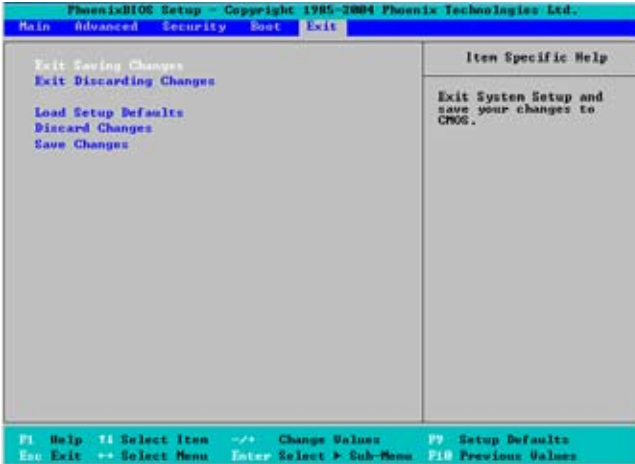 PhoenixBIOS Setup - Copyright 1985-2004 Phoenix Technologies Ltd.
Main Advanced Security Boot Exit
Item Specific Help
Exit Saving Changes
Exit Discarding Changes
Load Setup Defaults
Discard Changes
Save Changes
Exit System Setup and
save your changes to
CMOS.
F1 Help ↑↓ Select Item -/+ Change Values F9 Setup Defaults
Esc Exit ↔ Select Menu Enter Select ▶ Sub-Menu F10 Previous Values